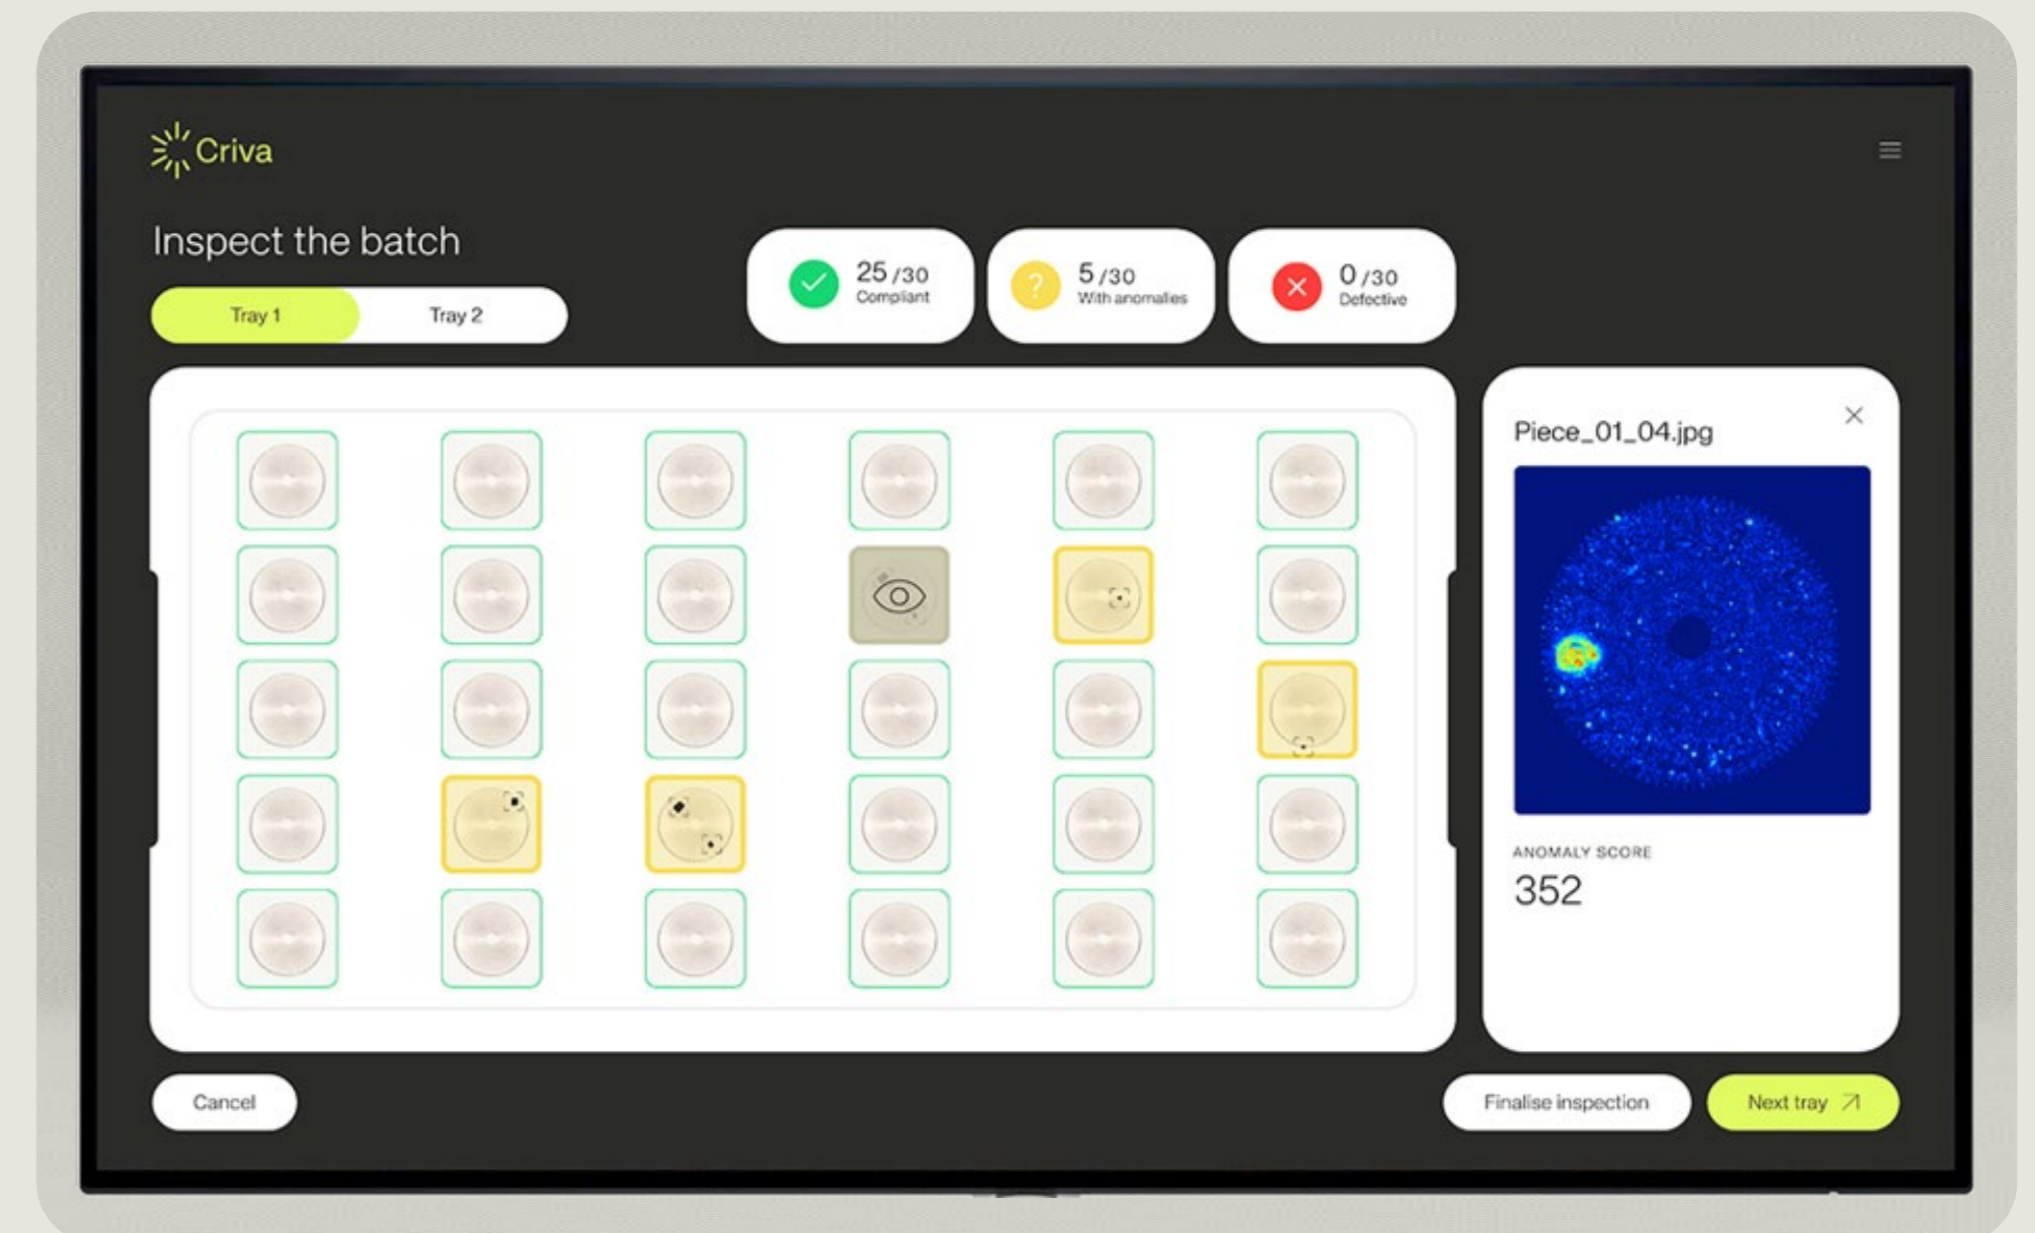 Criva
Inspect the batch
Tray 1
Tray 2
25 /30
Compliant
?
5 /30
With anomalies
0 /30
Defective
Piece_01_04.jpg
ANOMALY SCORE
352
Cancel
Finalise inspection
Next tray